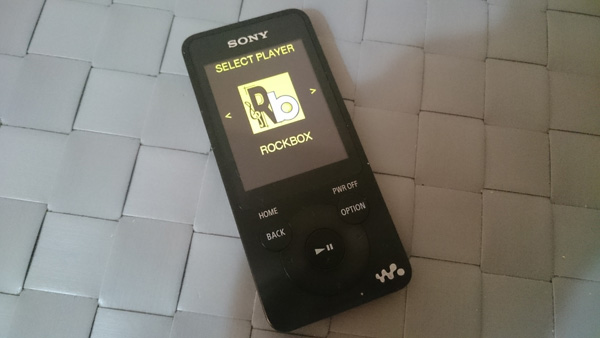 SONY
SELECT PLAYER
Rb
< >
ROCKBOX
HOME
PWR OFF
BACK
OPTION